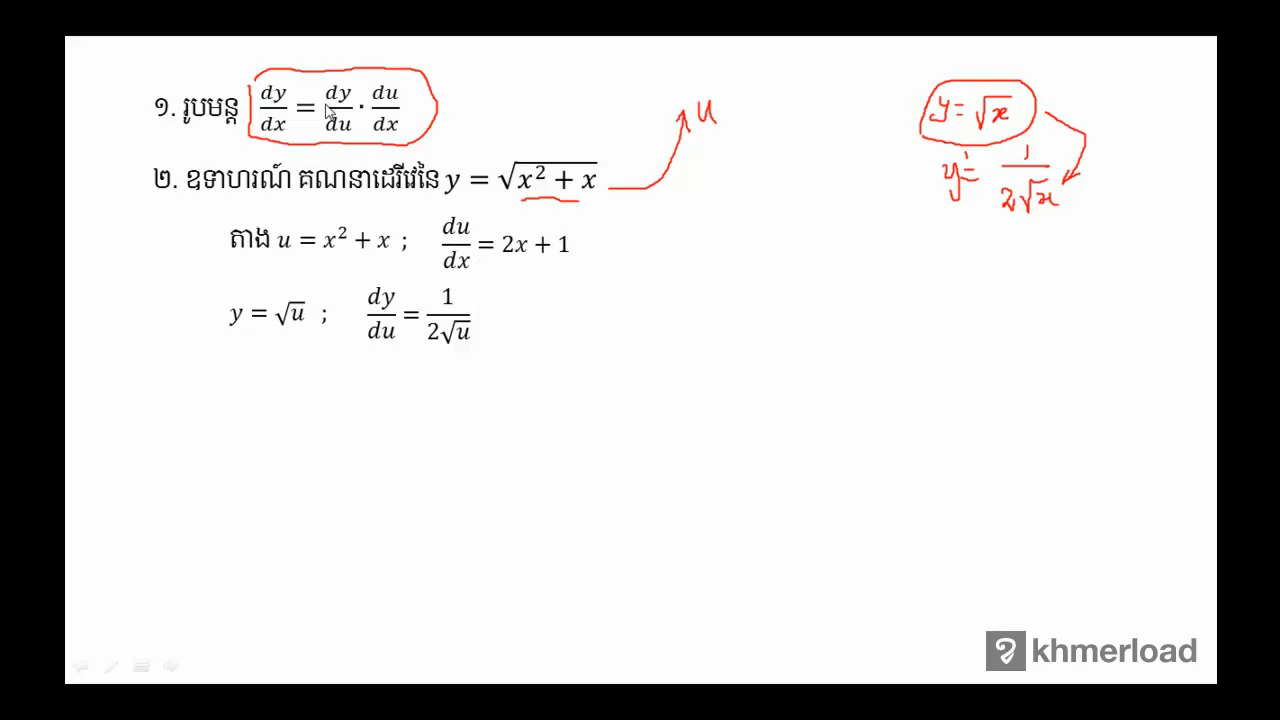 ១. រូបមន្ត dy/dx = dy/du · du/dx
២. ឧទាហរណ៍ គណនាដេរីវេនៃ y = √(x² + x)
u
y = √x
y' = 1/(2√x)
តាង u = x² + x ; du/dx = 2x + 1
y = √u ; dy/du = 1/(2√u)
khmerload